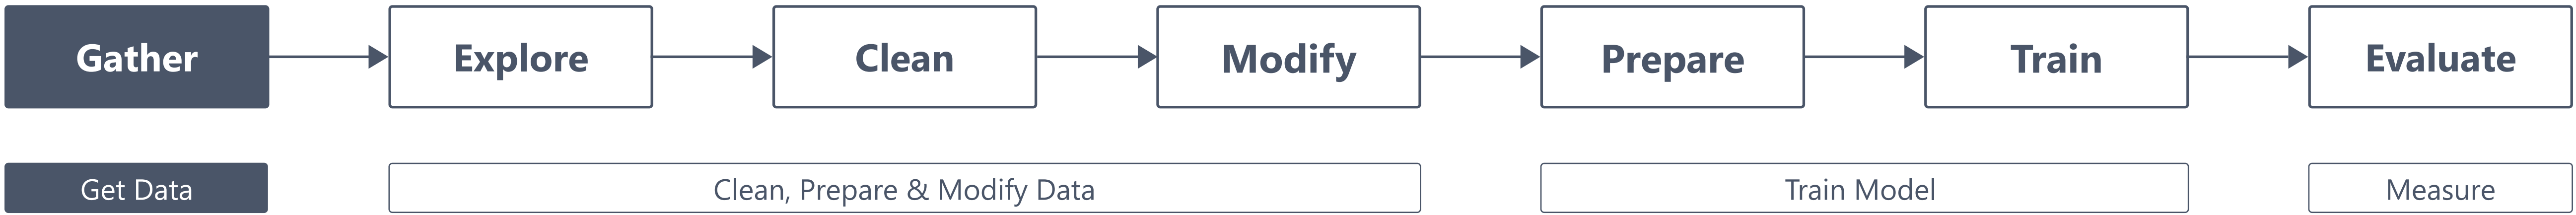 Gather
Explore
Clean
Modify
Prepare
Train
Evaluate
Get Data
Clean, Prepare & Modify Data
Train Model
Measure